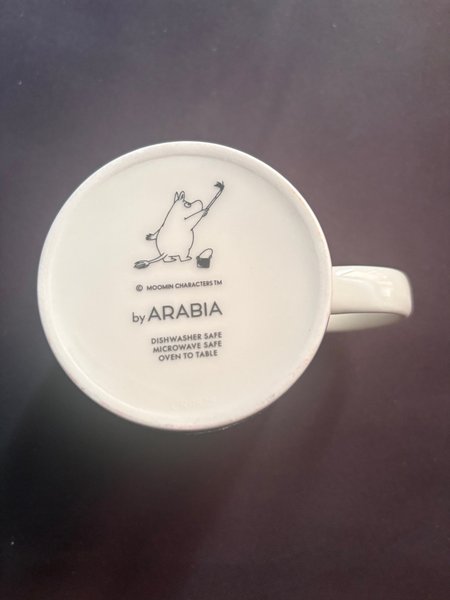 © MOOMIN CHARACTERS TM
by ARABIA
DISHWASHER SAFE
MICROWAVE SAFE
OVEN TO TABLE